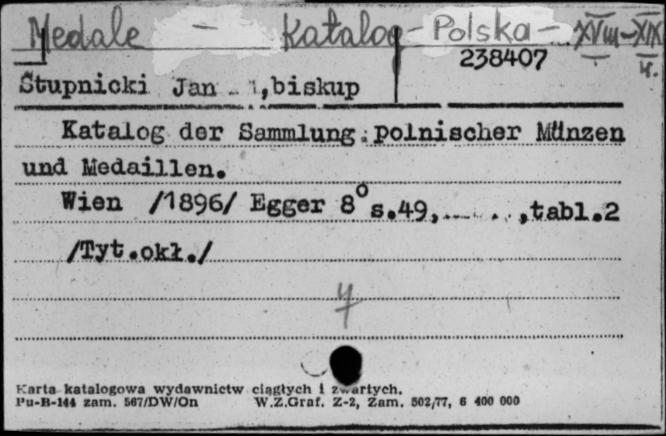 Medale - Katalog - Polska - XVIII-XIX w.
238407
Stupnicki Jan ,biskup
Katalog der Sammlung polnischer Münzen
und Medaillen.
Wien /1896/ Egger 8° s.49, ,tabl.2
/Tyt.okł./
Karta katalogowa wydawnictw ciągłych i zwartych.
Pu-B-144 zam. 567/DW/On W.Z.Graf. Z-2, Zam. 502/77, 6 400 000